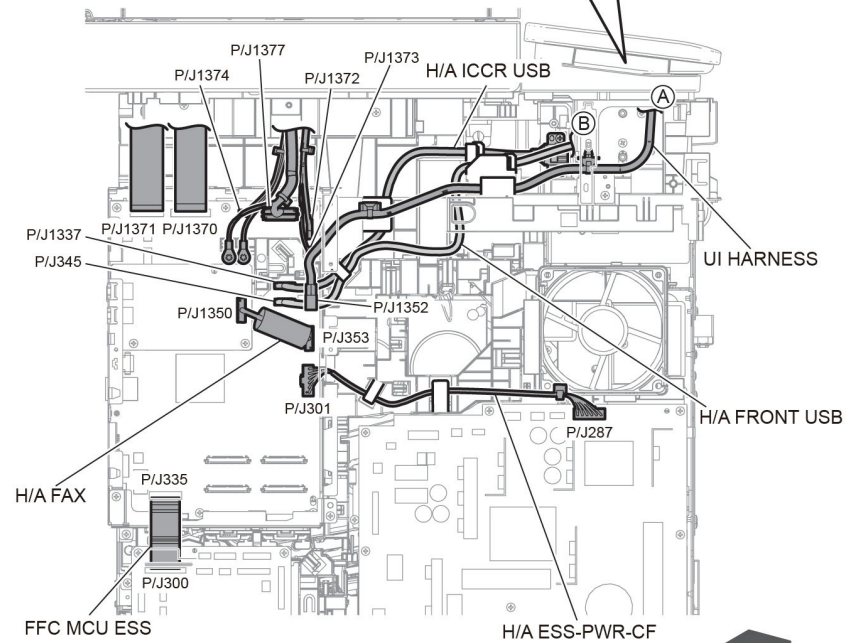 P/J1373
P/J1377
P/J1374
P/J1372
H/A ICCR USB
A
B
P/J1371
P/J1370
P/J1337
P/J345
UI HARNESS
P/J1350
P/J1352
P/J353
P/J301
P/J287
H/A FRONT USB
P/J335
H/A FAX
P/J300
FFC MCU ESS
H/A ESS-PWR-CF